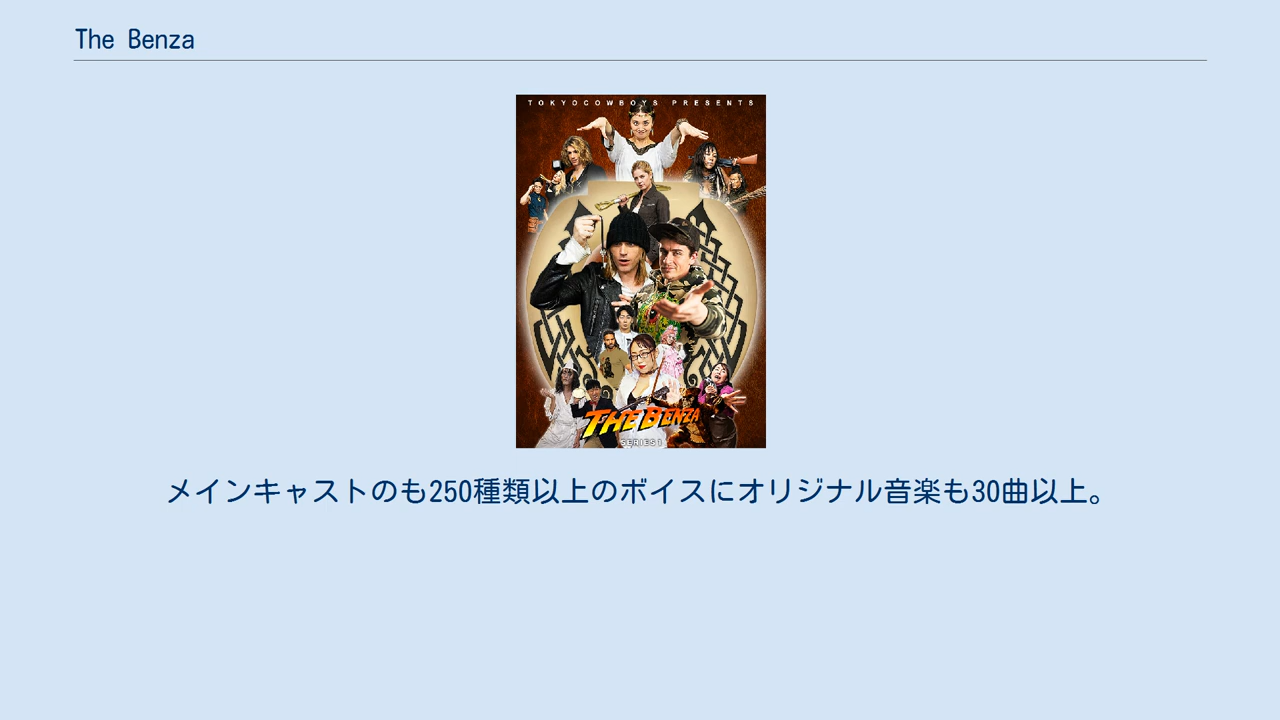 The Benza
TOKYOCOWBOYS PRESENTS
THE BENZA
SERIES 1
メインキャストのも250種類以上のボイスにオリジナル音楽も30曲以上。